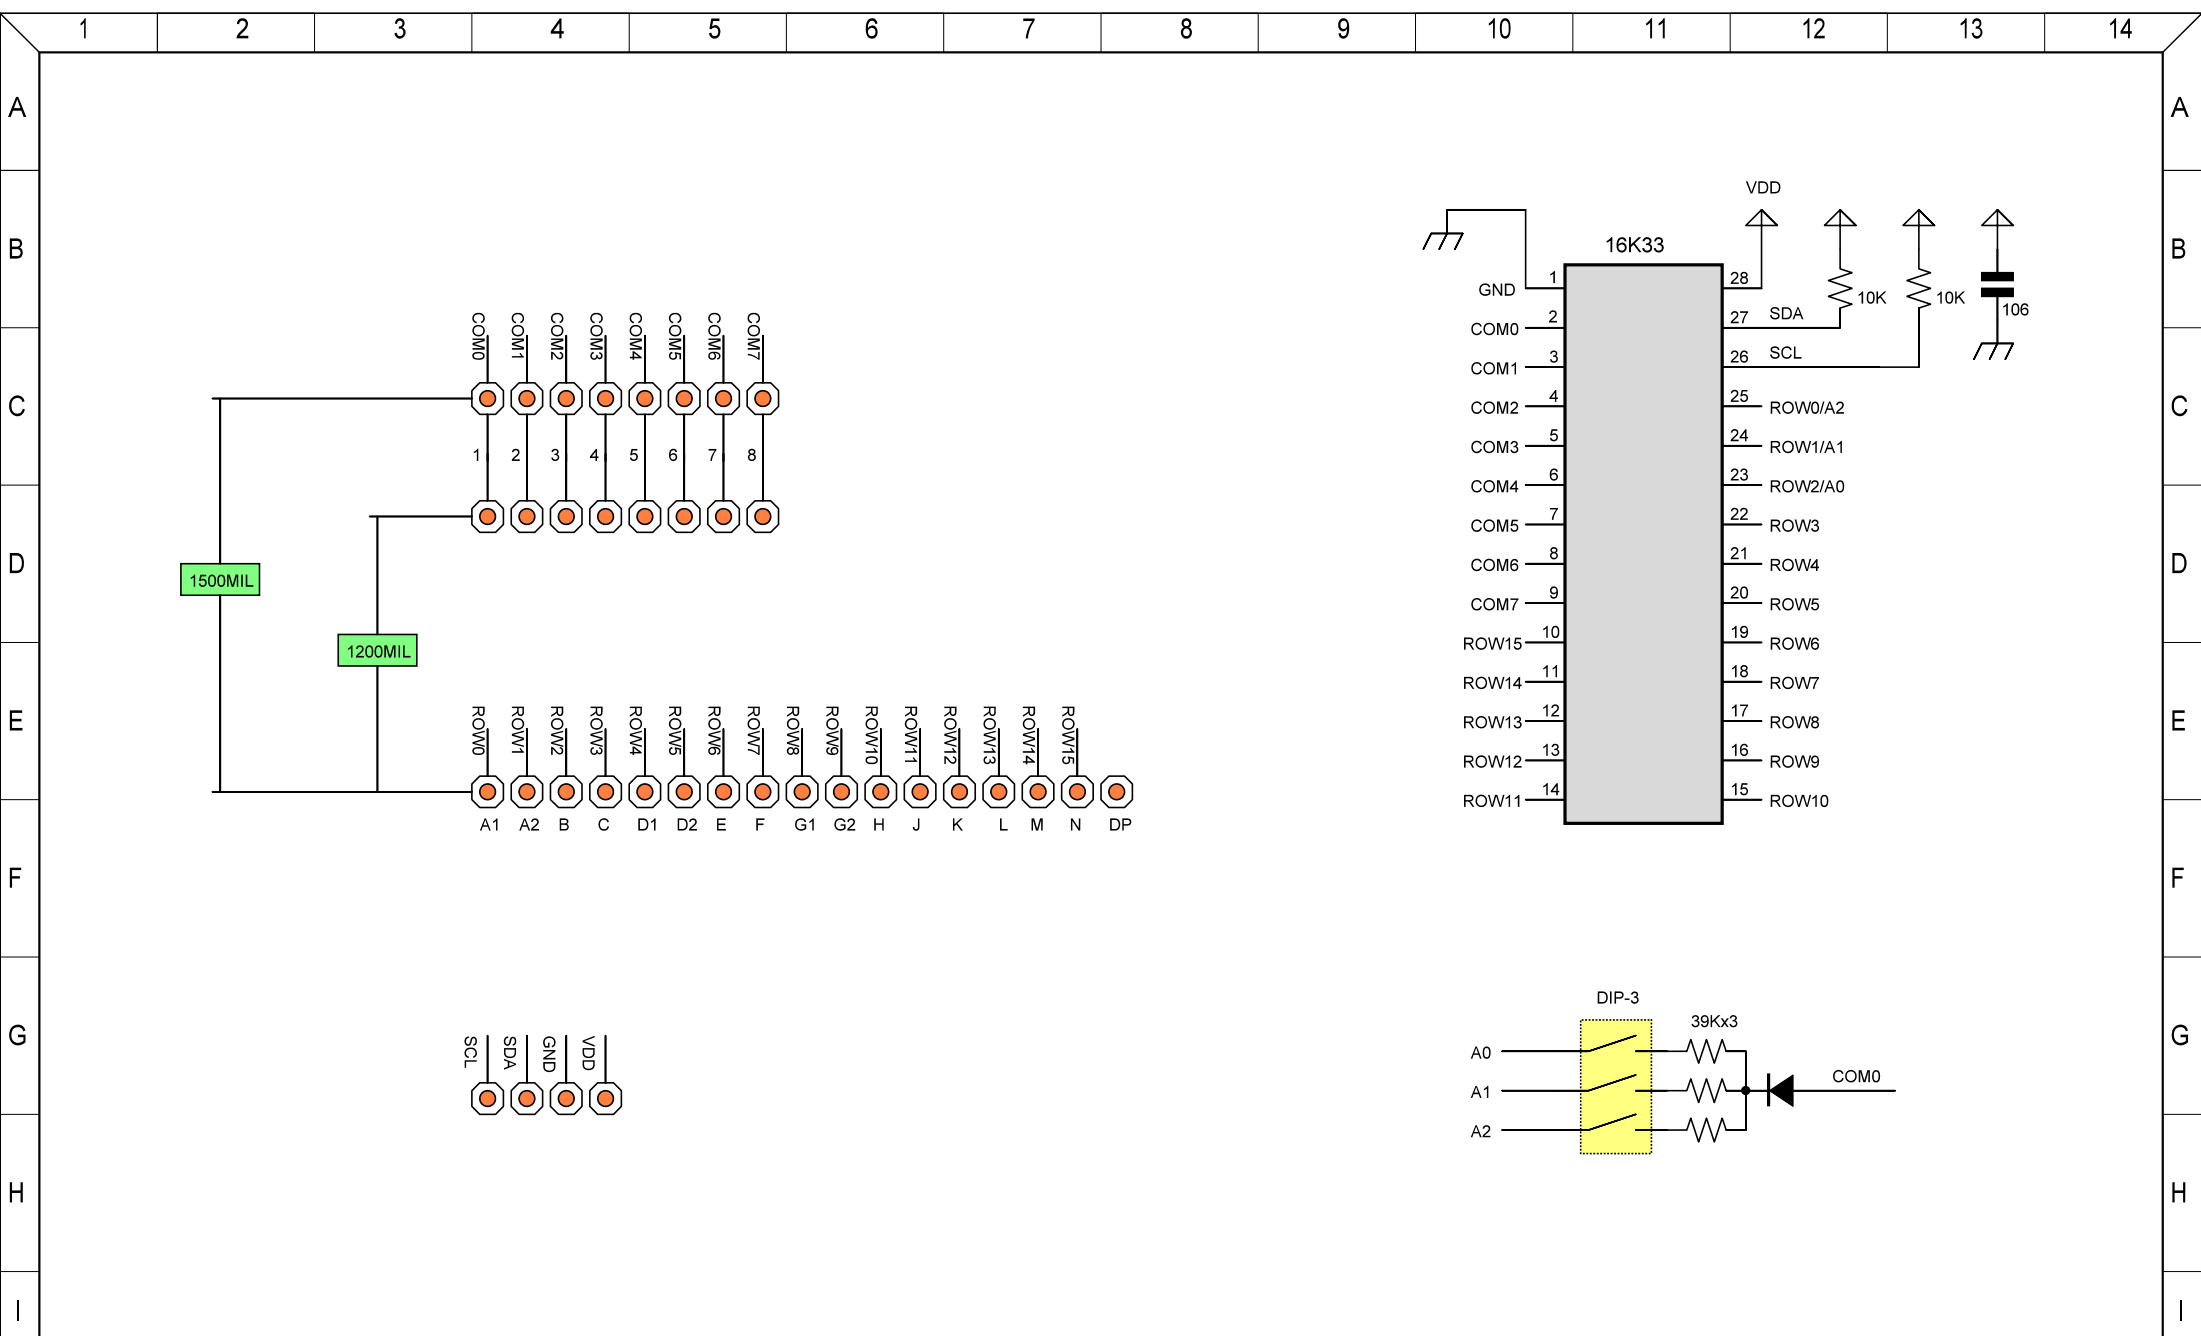 1 2 3 4 5 6 7 8 9 10 11 12 13 14
A A
VDD
B 16K33 B
GND 1 28 10K 10K 106
COM0 2 27 SDA
COM1 3 26 SCL
COM0 COM1 COM2 COM3 COM4 COM5 COM6 COM7
C COM2 4 25 ROW0/A2 C
COM3 5 24 ROW1/A1
1 2 3 4 5 6 7 8
COM4 6 23 ROW2/A0
COM5 7 22 ROW3
D COM6 8 21 ROW4 D
1500MIL
COM7 9 20 ROW5
ROW15 10 19 ROW6
1200MIL
ROW14 11 18 ROW7
E ROW13 12 17 ROW8 E
ROW0 ROW1 ROW2 ROW3 ROW4 ROW5 ROW6 ROW7 ROW8 ROW9 ROW10 ROW11 ROW12 ROW13 ROW14 ROW15
ROW12 13 16 ROW9
ROW11 14 15 ROW10
A1 A2 B C D1 D2 E F G1 G2 H J K L M N DP
F F
DIP-3
39Kx3
G G
SCL SDA GND VDD
A0
A1 COM0
A2
H H
I I